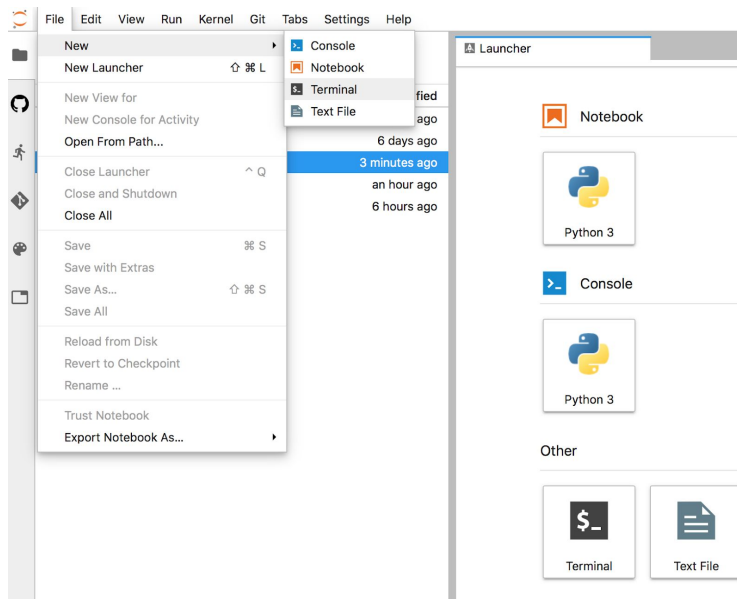 File Edit View Run Kernel Git Tabs Settings Help
New
New Launcher ⇧ ⌘ L
New View for
New Console for Activity
Open From Path...
Close Launcher ^ Q
Close and Shutdown
Close All
Save ⌘ S
Save with Extras
Save As... ⇧ ⌘ S
Save All
Reload from Disk
Revert to Checkpoint
Rename ...
Trust Notebook
Export Notebook As...
Console
Notebook
$_ Terminal
Text File
fied
ago
6 days ago
3 minutes ago
an hour ago
6 hours ago
Launcher
Notebook
Python 3
>_ Console
Python 3
Other
$_
Terminal
Text File